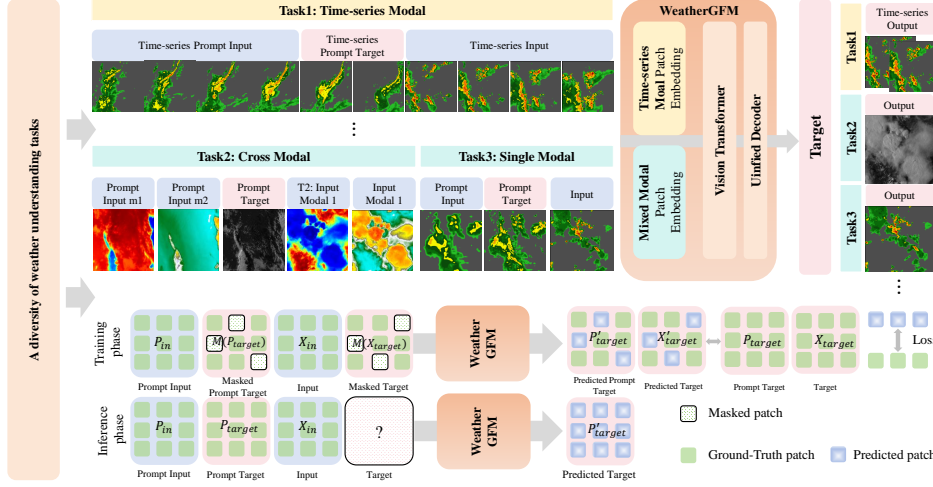 A diversity of weather understanding tasks
Task1: Time-series Modal
Time-series Prompt Input
Time-series
Prompt Target
Time-series Input
...
Task2: Cross Modal
Task3: Single Modal
Prompt
Input m1
Prompt
Input m2
Prompt
Target
T2: Input
Modal 1
Input
Modal 1
Prompt
Input
Prompt
Target
Input
WeatherGFM
Time-series
Moal Patch
Embedding
Mixed Modal
Patch
Embedding
Vision Transformer
Uinfied Decoder
Target
Task1
Time-series
Output
Task2
Output
Task3
Output
...
Training
phase
P_in
M(P_target)
X_in
M(X_target)
Prompt Input
Masked
Prompt Target
Input
Masked Target
Weather
GFM
P'_target
X'_target
P_target
X_target
Predicted Prompt
Target
Predicted Target
Prompt Target
Target
Loss
Inference
phase
P_in
P_target
X_in
?
Prompt Input
Prompt Target
Input
Target
Weather
GFM
P'_target
Predicted Target
Masked patch
Ground-Truth patch
Predicted patch